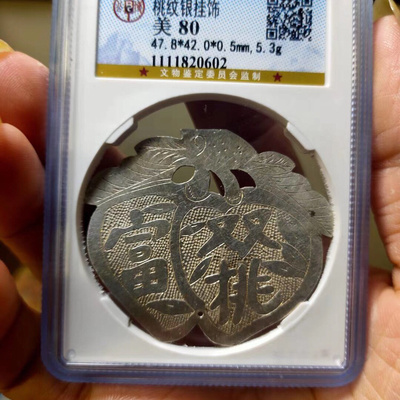 桃纹银挂饰
美 80
47.8*42.0*0.5mm,5.3g
1111820602
★ 文物鉴定委员会监制 ★
富 双桃